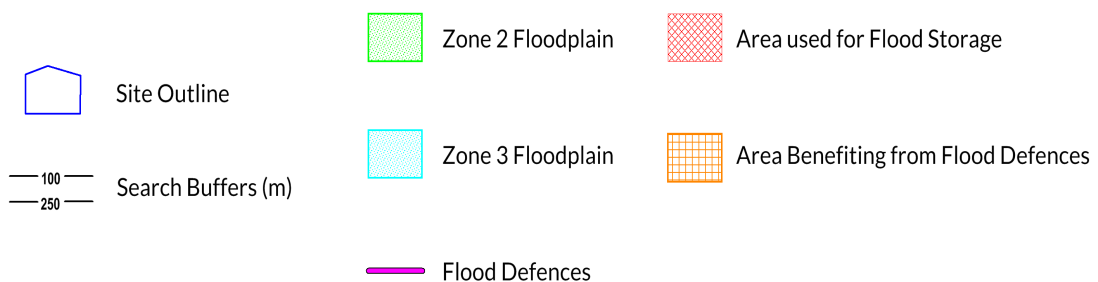 Site Outline
100
250
Search Buffers (m)
Zone 2 Floodplain
Zone 3 Floodplain
Flood Defences
Area used for Flood Storage
Area Benefiting from Flood Defences